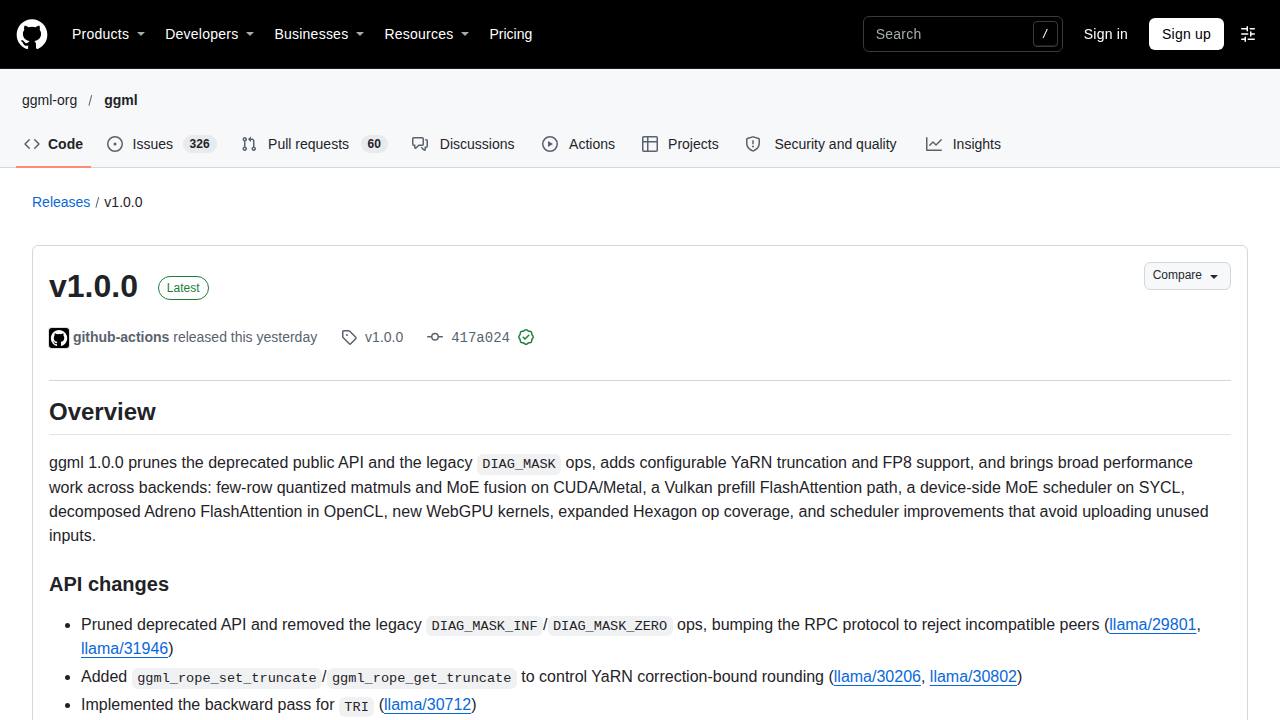 Products Developers Businesses Resources Pricing Search / Sign in Sign up
ggml-org / ggml
Code Issues 326 Pull requests 60 Discussions Actions Projects Security and quality Insights
Releases / v1.0.0
v1.0.0 Latest Compare
github-actions released this yesterday v1.0.0 417a024
Overview
ggml 1.0.0 prunes the deprecated public API and the legacy DIAG_MASK ops, adds configurable YaRN truncation and FP8 support, and brings broad performance
work across backends: few-row quantized matmuls and MoE fusion on CUDA/Metal, a Vulkan prefill FlashAttention path, a device-side MoE scheduler on SYCL,
decomposed Adreno FlashAttention in OpenCL, new WebGPU kernels, expanded Hexagon op coverage, and scheduler improvements that avoid uploading unused
inputs.
API changes
• Pruned deprecated API and removed the legacy DIAG_MASK_INF/DIAG_MASK_ZERO ops, bumping the RPC protocol to reject incompatible peers (llama/29801,
llama/31946)
• Added ggml_rope_set_truncate/ggml_rope_get_truncate to control YaRN correction-bound rounding (llama/30206, llama/30802)
• Implemented the backward pass for TRI (llama/30712)